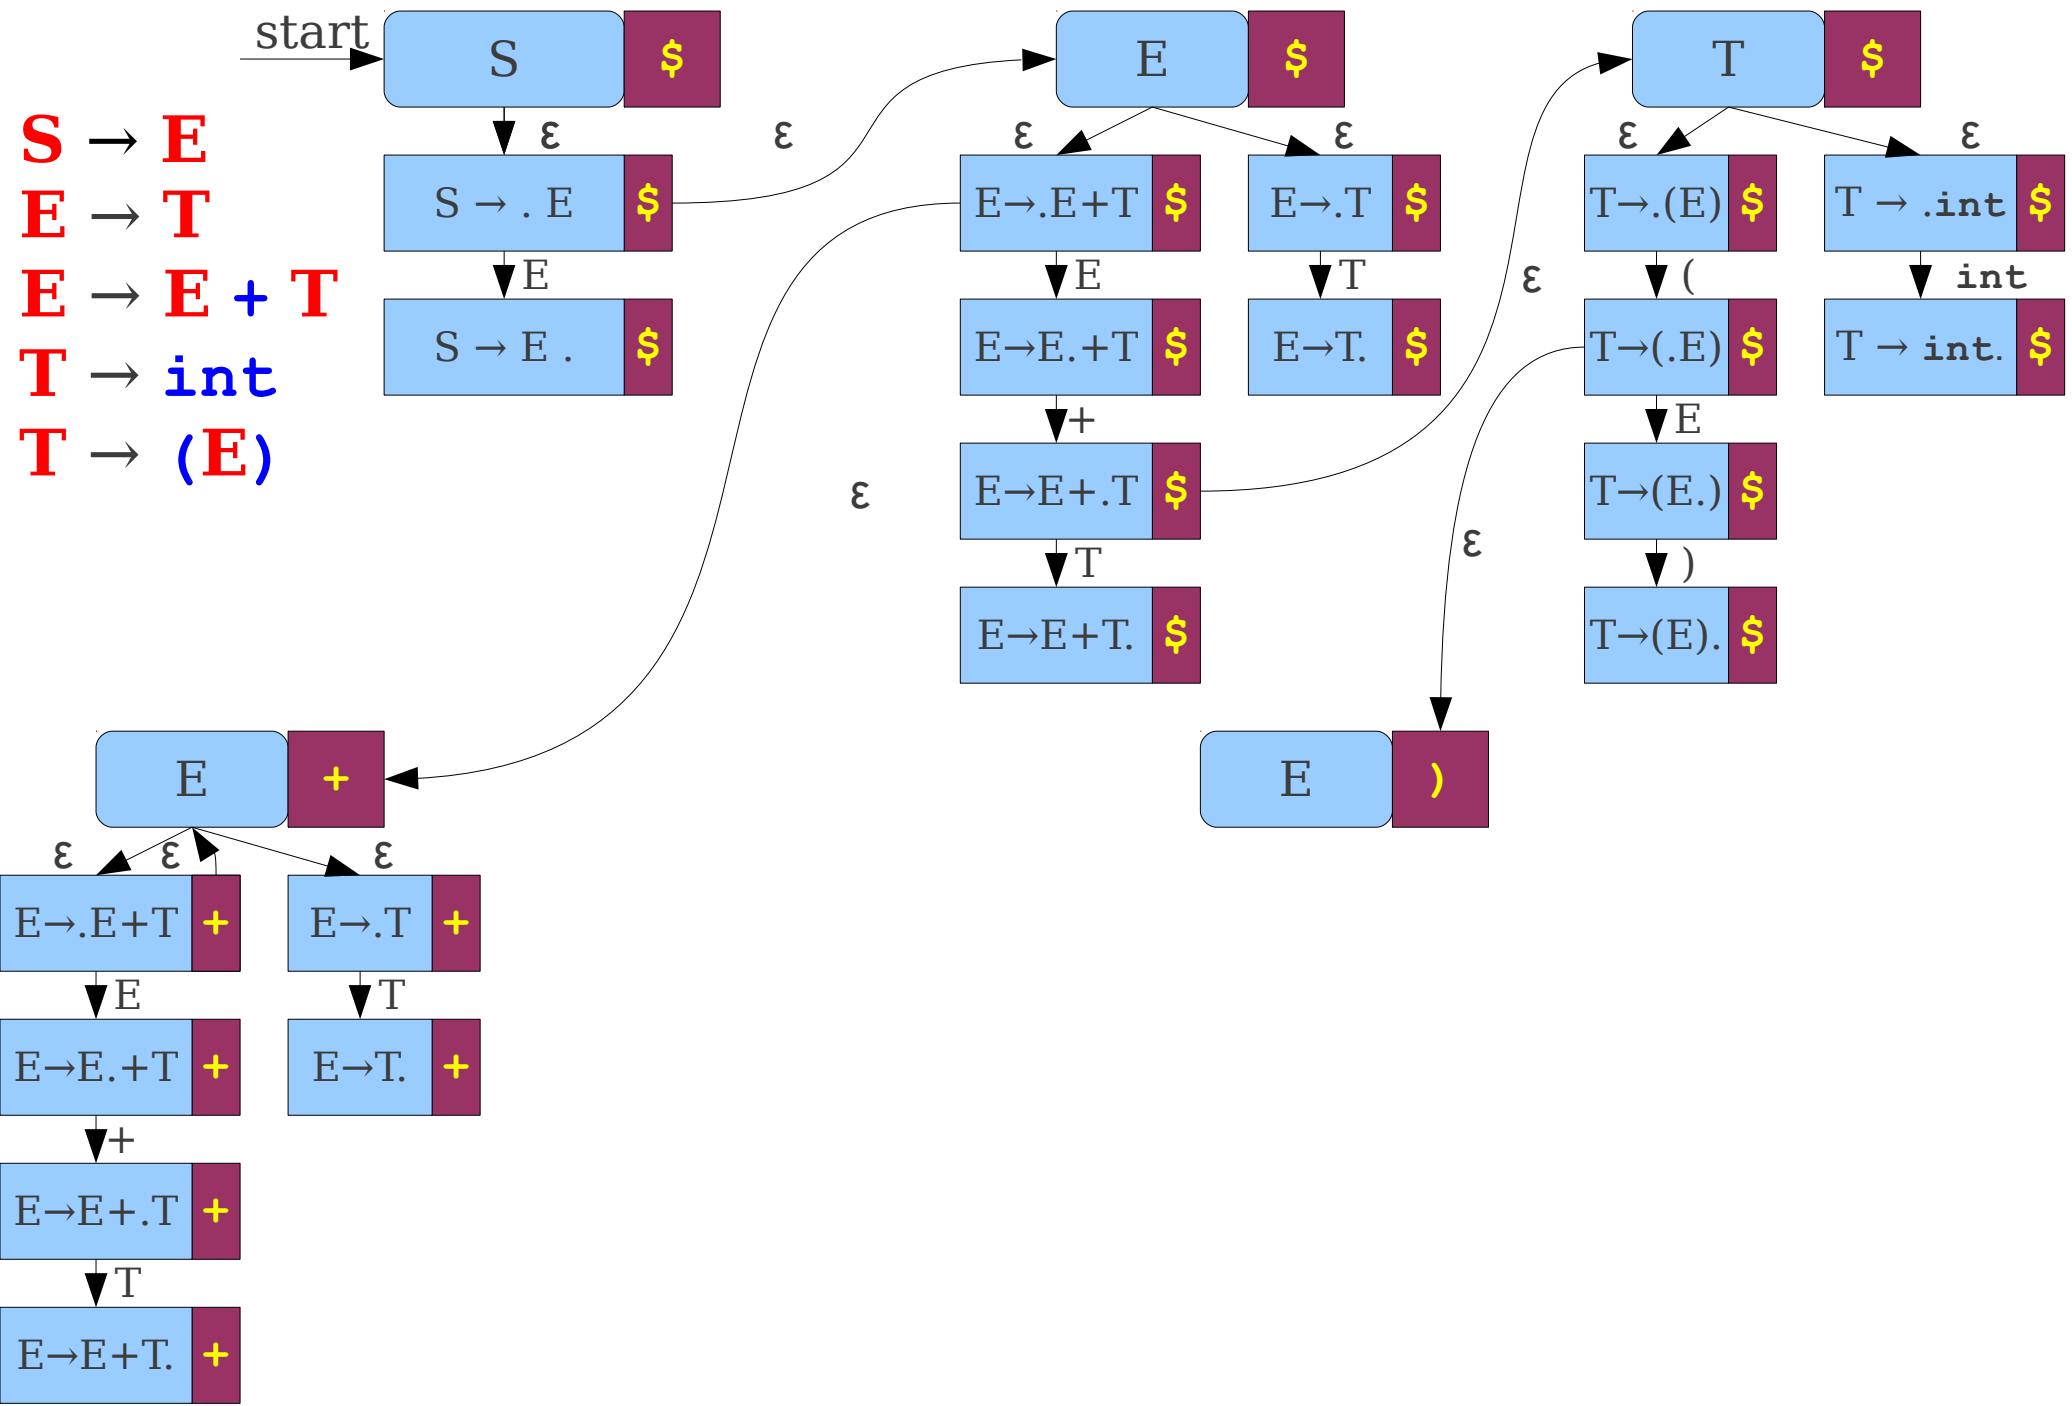 start
S $
E $
T $
S → E
E → T
E → E + T
T → int
T → (E)
ε
ε
ε
ε
ε
ε
S → . E $
E→.E+T $
E→.T $
T→.(E) $
T → .int $
E
E
T
ε
(
int
S → E . $
E→E.+T $
E→T. $
T→(.E) $
T → int. $
+
E
ε
E→E+.T $
T→(E.) $
T
ε
)
E→E+T. $
T→(E). $
E +
E )
ε
ε
ε
E→.E+T +
E→.T +
E
T
E→E.+T +
E→T. +
+
E→E+.T +
T
E→E+T. +